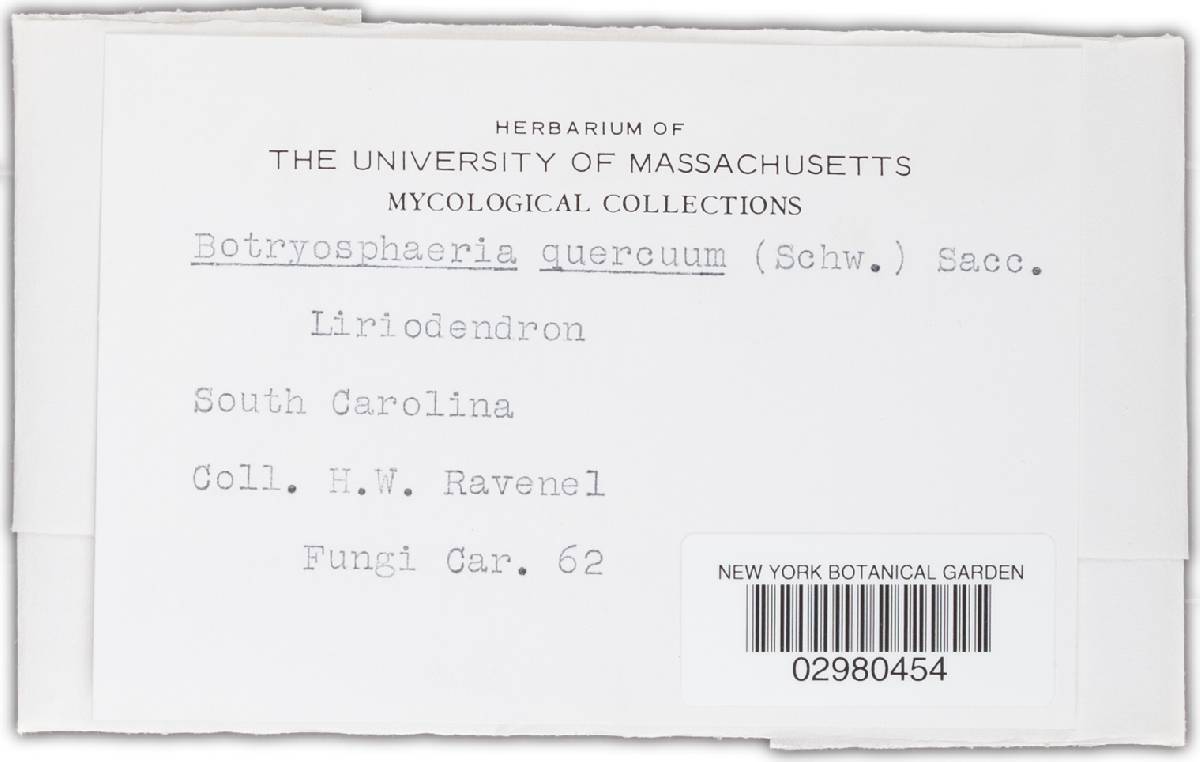 HERBARIUM OF
THE UNIVERSITY OF MASSACHUSETTS
MYCOLOGICAL COLLECTIONS
Botryosphaeria quercuum (Schw.) Sacc.
Liriodendron
South Carolina
Coll. H.W. Ravenel
Fungi Car. 62
NEW YORK BOTANICAL GARDEN
02980454